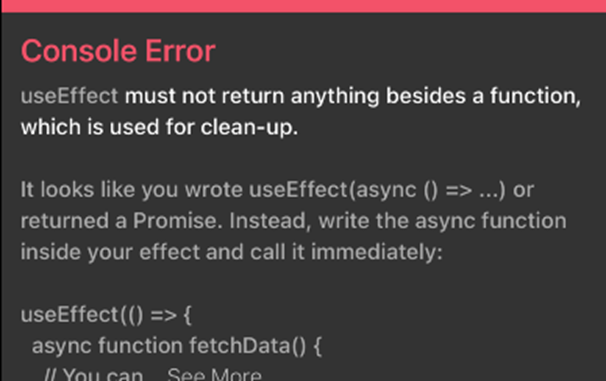 Console Error
useEffect must not return anything besides a function,
which is used for clean-up.
It looks like you wrote useEffect(async () => ...) or
returned a Promise. Instead, write the async function
inside your effect and call it immediately:
useEffect(() => {
async function fetchData() {
// You can... See More